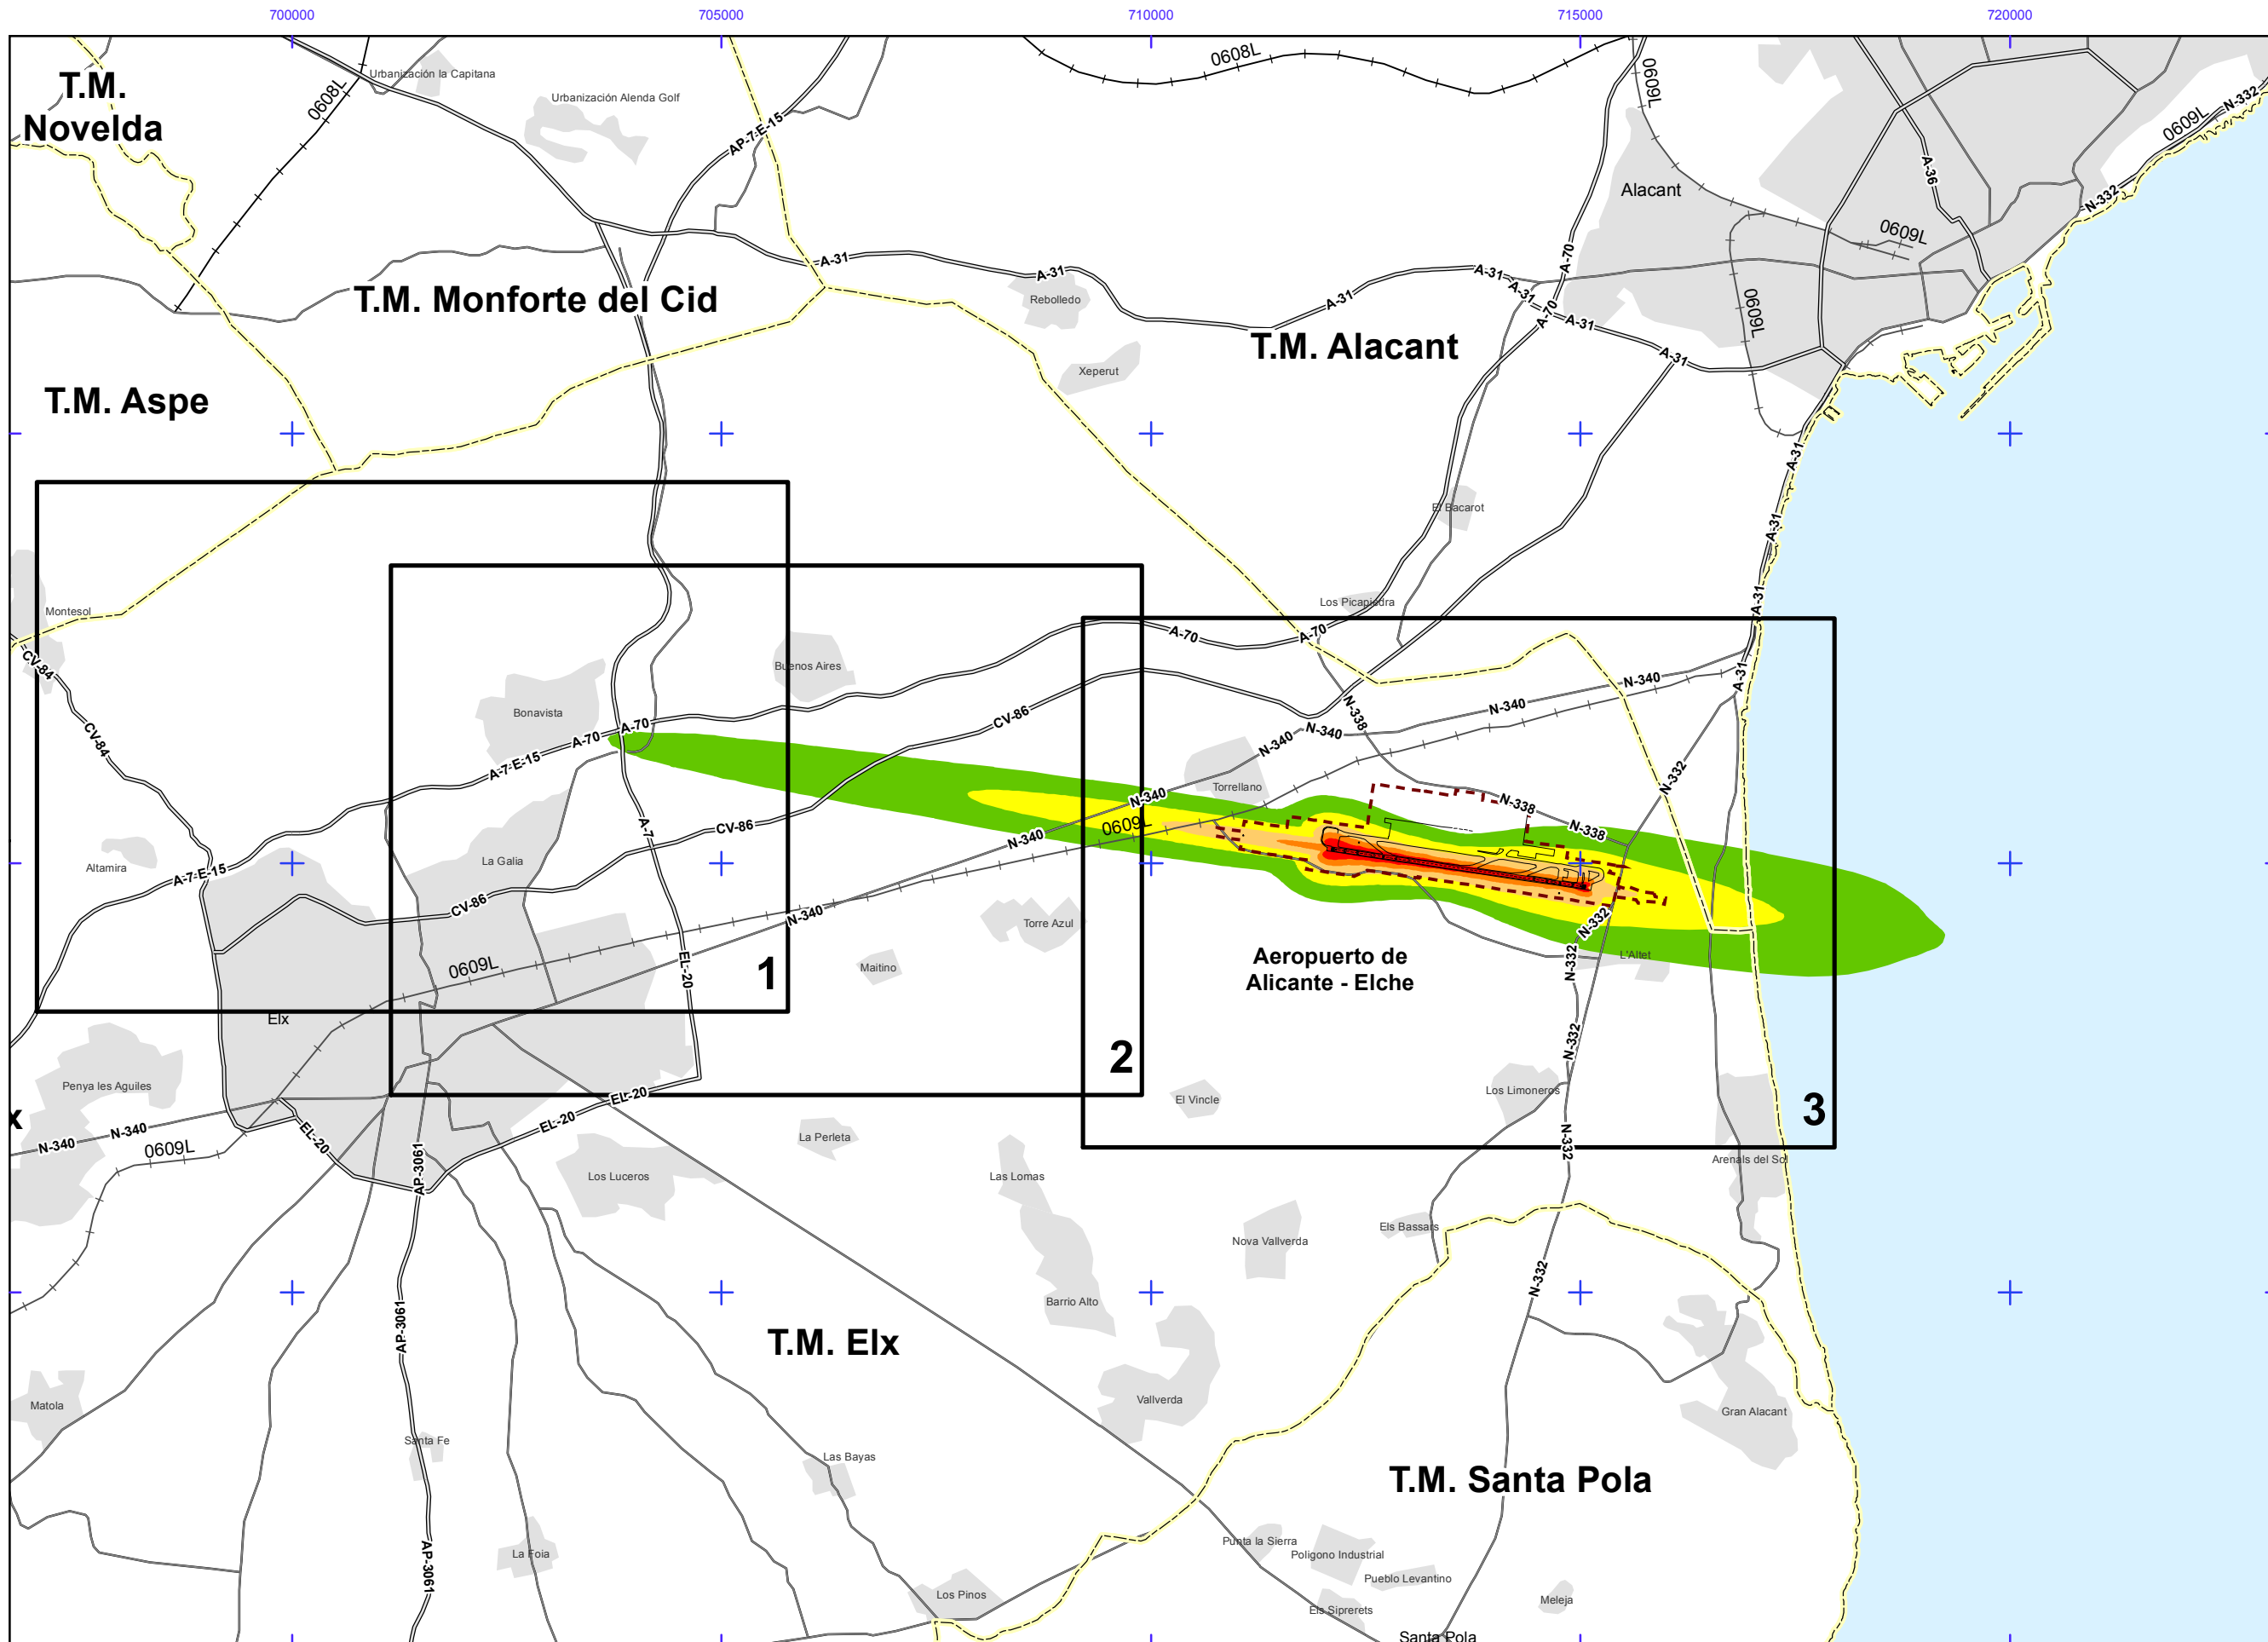 700000
705000
710000
715000
720000
T.M.
Novelda
0608L
Urbanización la Capitana
Urbanización Alenda Golf
AP-7-E-15
0608L
0609L
Alacant
A-36
0609L
N-332
N-332
0609L
A-70
A-31
A-31
A-31
A-31
A-31
A-31
A-70
A-31
0609L
T.M. Monforte del Cid
Rebolledo
T.M. Alacant
Xeperut
T.M. Aspe
A-31
A-31
A-31
A-31
El Bacarot
Los Picapiedra
Montesol
CV-84
CV-84
Buenos Aires
Bonavista
A-70
A-70
A-70
A-70
A-7-E-15
CV-86
N-338
N-340
N-340
N-340
N-340
N-340
Torrellano
N-332
N-338
N-338
0609L
N-340
CV-86
A-7
La Galia
Altamira
A-7-E-15
CV-86
N-340
Torre Azul
N-332
N-332
L'Altet
Aeropuerto de
Alicante - Elche
Maitino
EL-20
0609L
1
Elx
2
N-332
Penya les Aguiles
x
N-340
N-340
0609L
EL-20
EL-20
EL-20
AP-3061
La Perleta
El Vincle
Los Limoneros
3
N-332
Arenals del Sol
Los Luceros
Las Lomas
Els Bassars
Nova Vallverda
N-332
Barrio Alto
AP-3061
T.M. Elx
Vallverda
Matola
Gran Alacant
Santa Fe
Las Bayas
T.M. Santa Pola
AP-3061
La Foia
Punta la Sierra
Poligono Industrial
Pueblo Levantino
Los Pinos
Els Siprerets
Meleja
Santa Pola